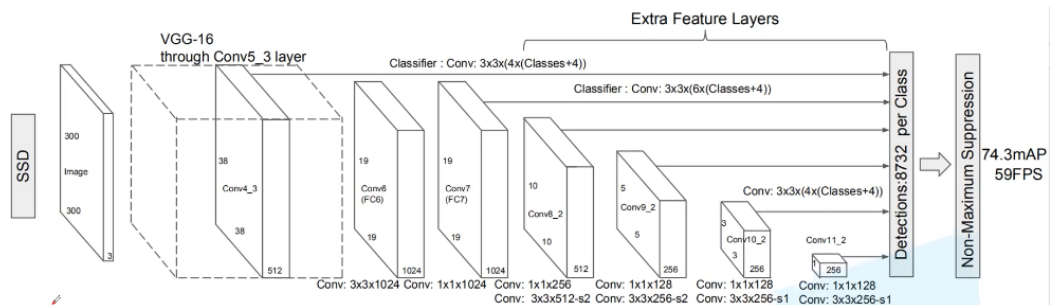 Extra Feature Layers
VGG-16
through Conv5_3 layer
Classifier : Conv: 3x3x(4x(Classes+4))
Classifier : Conv: 3x3x(6x(Classes+4))
SSD
300
Image
300
3
38
Conv4_3
38
512
19
Conv6
(FC6)
19
1024
19
Conv7
(FC7)
19
1024
10
Conv8_2
10
512
5
Conv9_2
5
256
Conv: 3x3x(4x(Classes+4))
3
Conv10_2
3
256
Conv11_2
1
256
Detections:8732 per Class
Non-Maximum Suppression
74.3mAP
59FPS
Conv: 3x3x1024
Conv: 1x1x1024
Conv: 1x1x256
Conv: 3x3x512-s2
Conv: 1x1x128
Conv: 3x3x256-s2
Conv: 1x1x128
Conv: 3x3x256-s1
Conv: 1x1x128
Conv: 3x3x256-s1